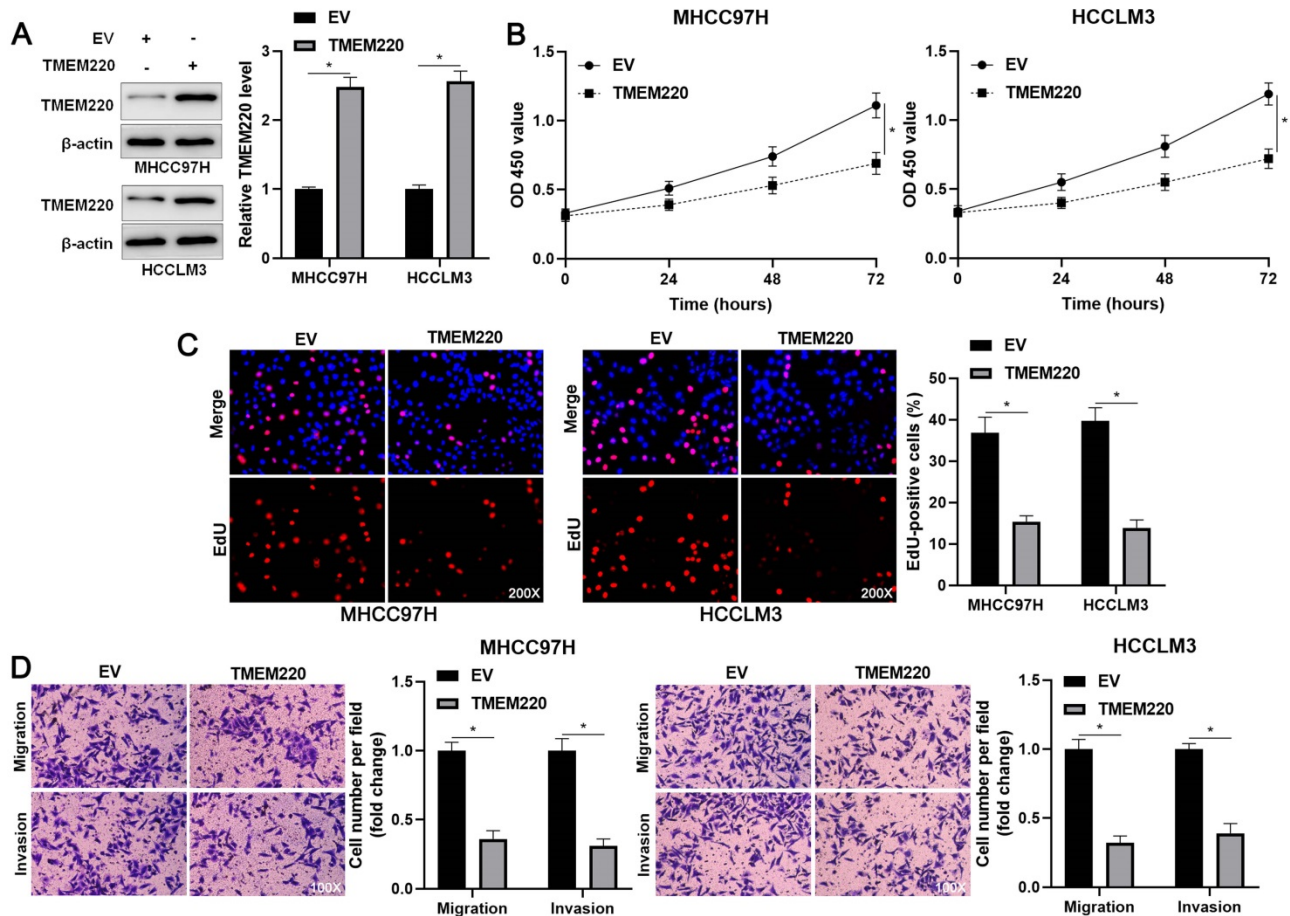 A
EV + -
TMEM220 - +
TMEM220
β-actin
MHCC97H
TMEM220
β-actin
HCCLM3
EV
TMEM220
Relative TMEM220 level
3
2
1
0
* *
MHCC97H HCCLM3
B
MHCC97H
EV
TMEM220
OD 450 value
1.5
1.0
0.5
0.0
*
0 24 48 72
Time (hours)
HCCLM3
EV
TMEM220
OD 450 value
1.5
1.0
0.5
0.0
*
0 24 48 72
Time (hours)
C
EV TMEM220
Merge
EdU
200X
MHCC97H
EV TMEM220
Merge
EdU
200X
HCCLM3
EV
TMEM220
EdU-positive cells (%)
50
40
30
20
10
0
* *
MHCC97H HCCLM3
D
EV TMEM220
Migration
Invasion
100X
MHCC97H
EV
TMEM220
Cell number per field
(fold change)
1.5
1.0
0.5
0.0
* *
Migration Invasion
EV TMEM220
Migration
Invasion
100X
HCCLM3
EV
TMEM220
Cell number per field
(fold change)
1.5
1.0
0.5
0.0
* *
Migration Invasion